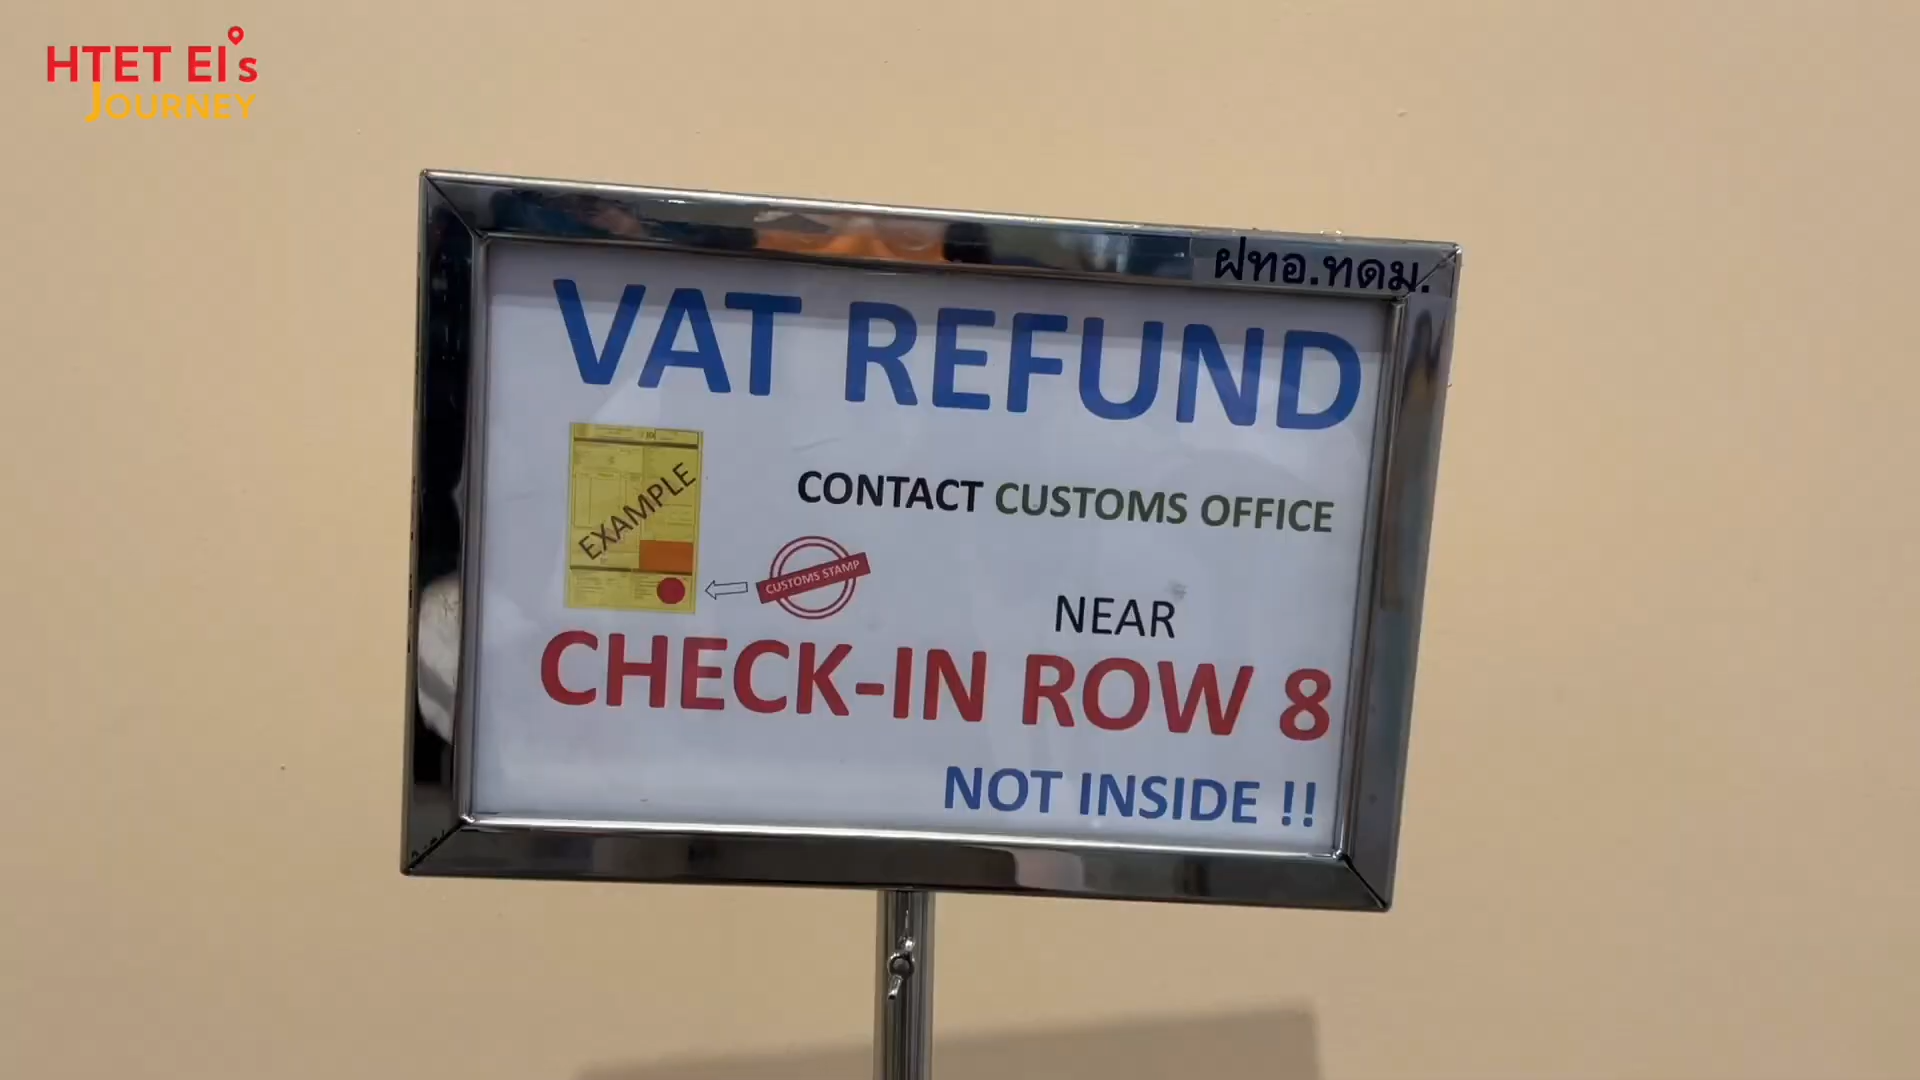 HTET EI's
JOURNEY
ฝทอ.ทดม.
VAT REFUND
EXAMPLE
CONTACT CUSTOMS OFFICE
CUSTOMS STAMP
NEAR
CHECK-IN ROW 8
NOT INSIDE !!